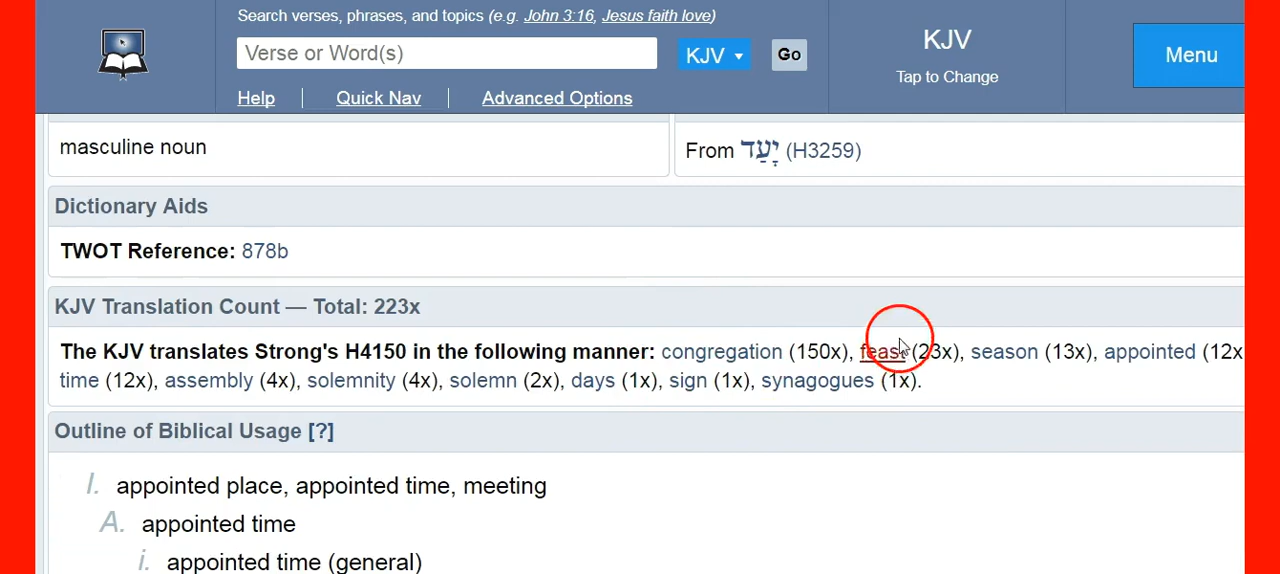 Search verses, phrases, and topics (e.g. John 3:16, Jesus faith love)
Verse or Word(s)
KJV
Go
Help
Quick Nav
Advanced Options
KJV
Tap to Change
Menu
masculine noun
From יָעַד (H3259)
Dictionary Aids
TWOT Reference: 878b
KJV Translation Count — Total: 223x
The KJV translates Strong's H4150 in the following manner: congregation (150x), feast (23x), season (13x), appointed (12x
time (12x), assembly (4x), solemnity (4x), solemn (2x), days (1x), sign (1x), synagogues (1x).
Outline of Biblical Usage [?]
I. appointed place, appointed time, meeting
A. appointed time
i. appointed time (general)